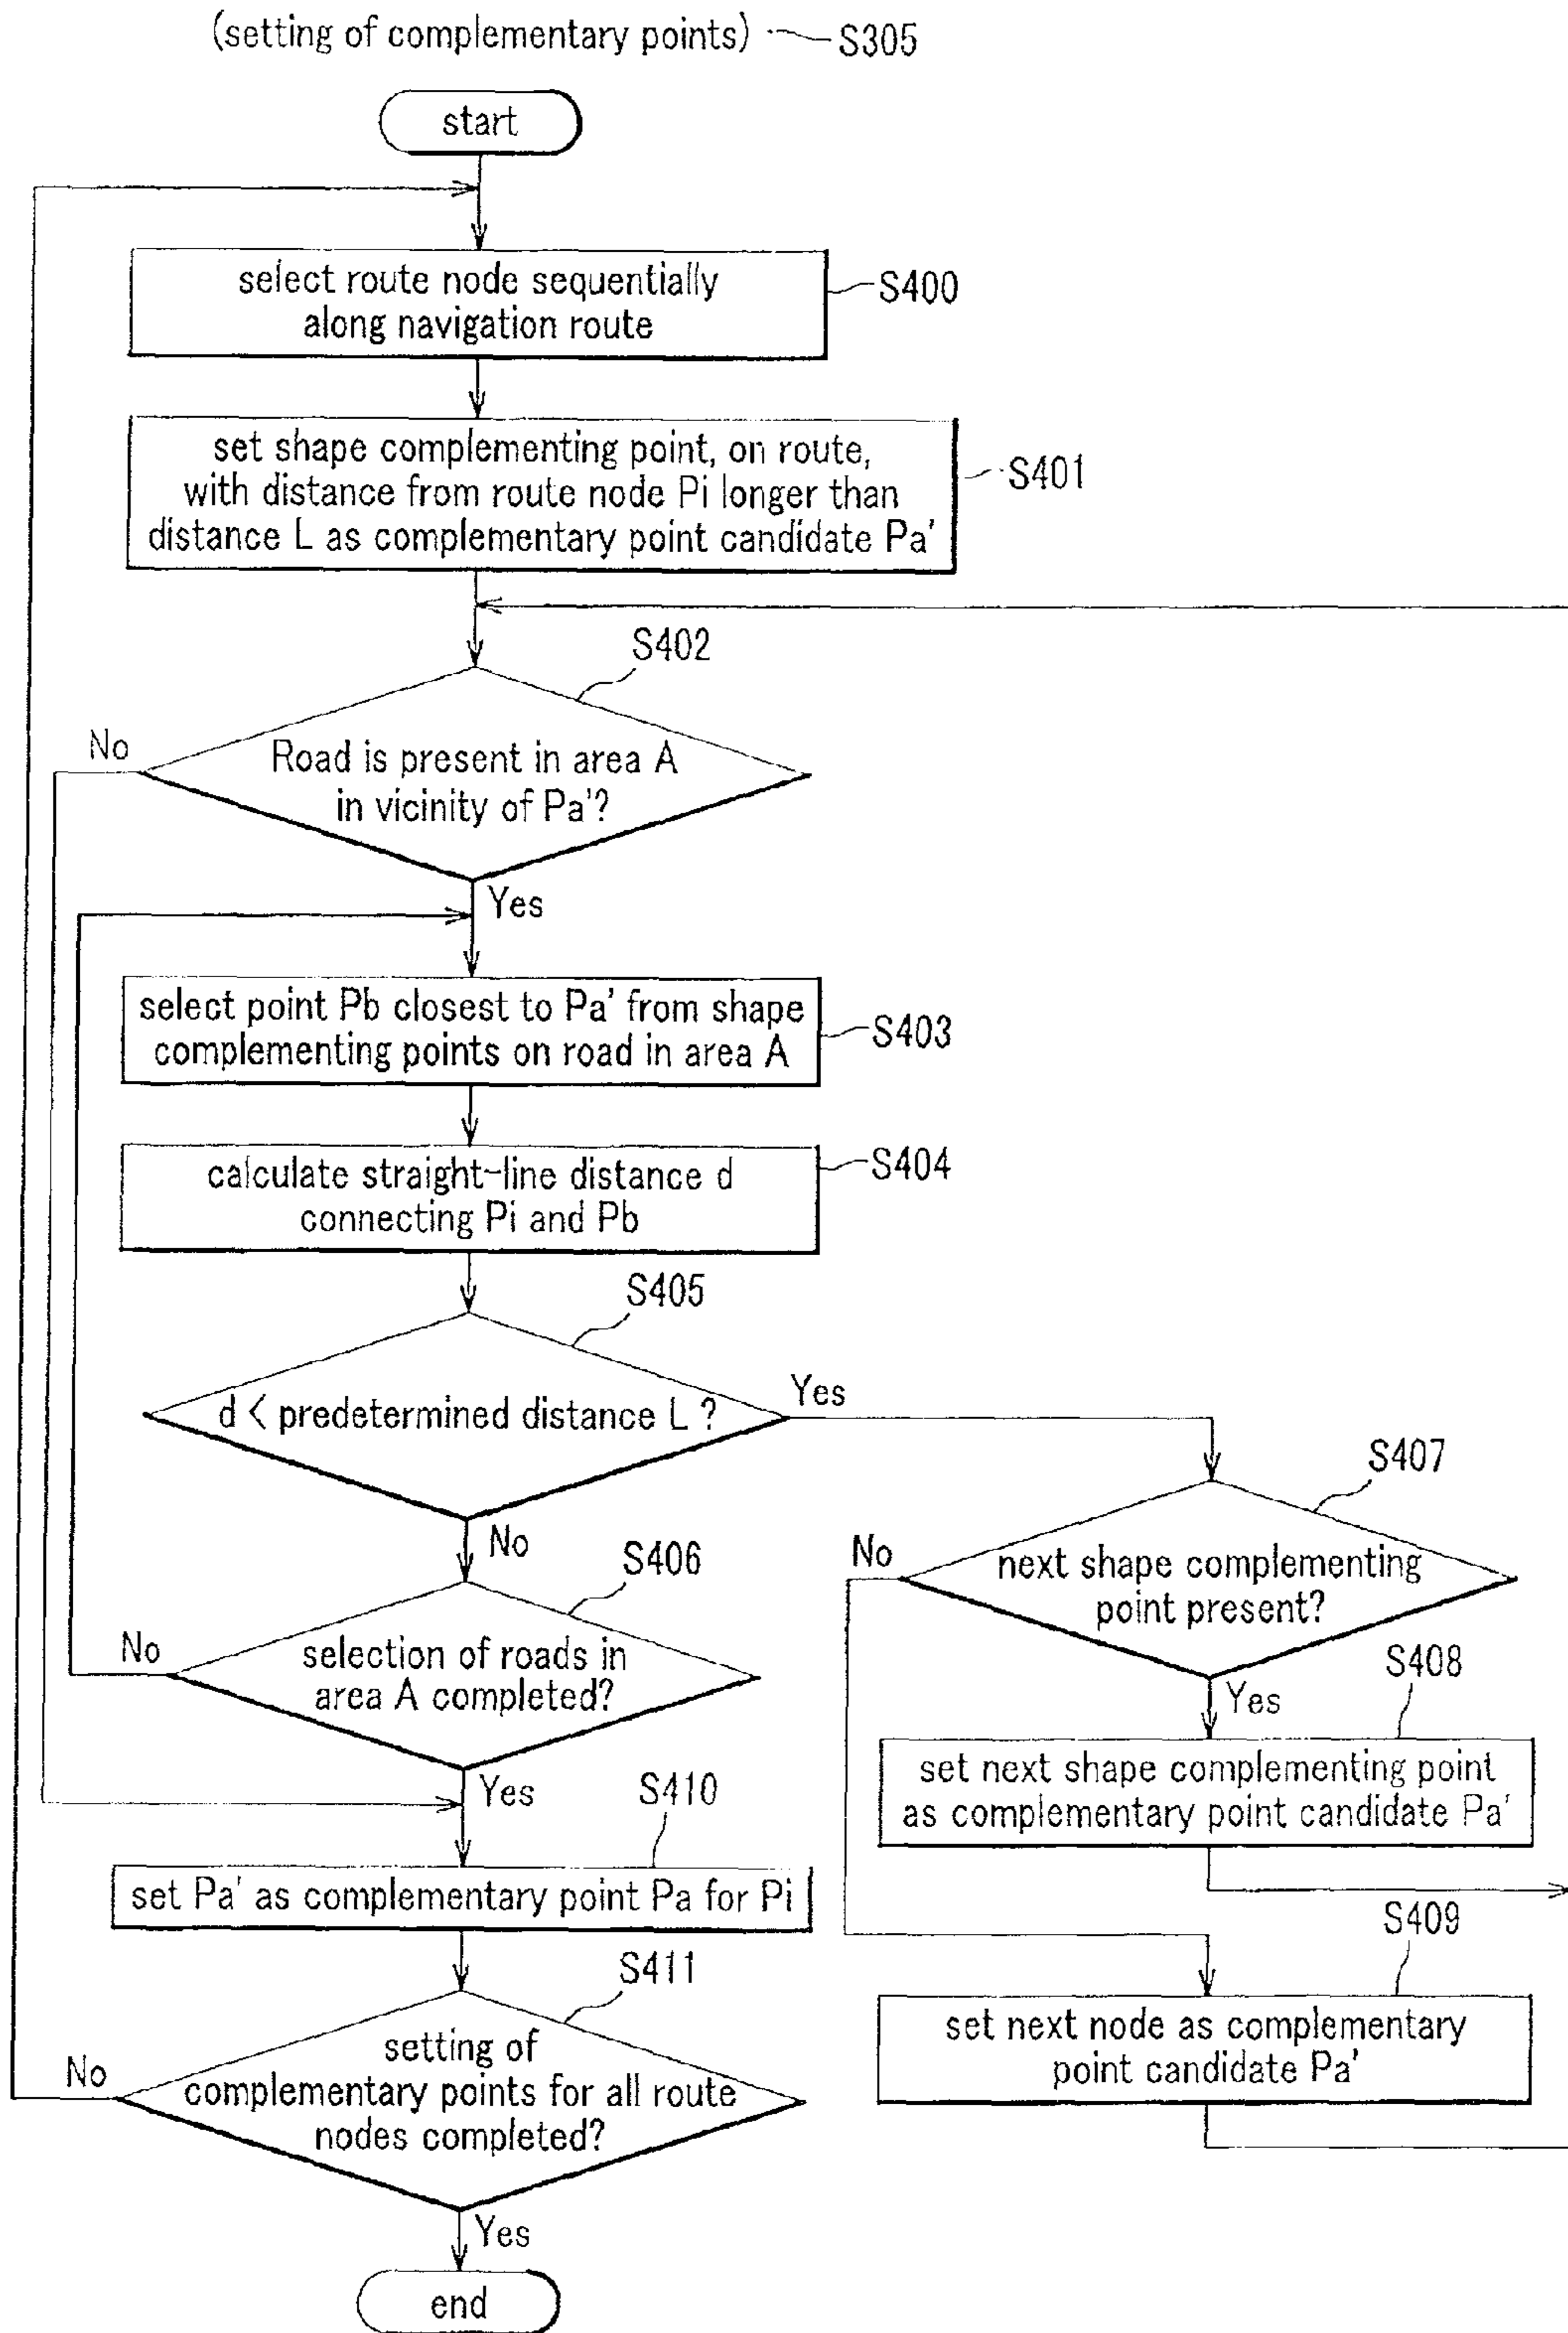 (setting of complementary points) S305
start
select route node sequentially
along navigation route
S400
set shape complementing point, on route,
with distance from route node Pi longer than
distance L as complementary point candidate Pa'
S401
S402
No
Road is present in area A
in vicinity of Pa'?
Yes
select point Pb closest to Pa' from shape
complementing points on road in area A
S403
calculate straight-line distance d
connecting Pi and Pb
S404
S405
d < predetermined distance L ?
Yes
No
S406
No
selection of roads in
area A completed?
Yes
S407
No
next shape complementing
point present?
Yes
S408
set next shape complementing point
as complementary point candidate Pa'
S409
set next node as complementary
point candidate Pa'
S410
set Pa' as complementary point Pa for Pi
S411
No
setting of
complementary points for all route
nodes completed?
Yes
end